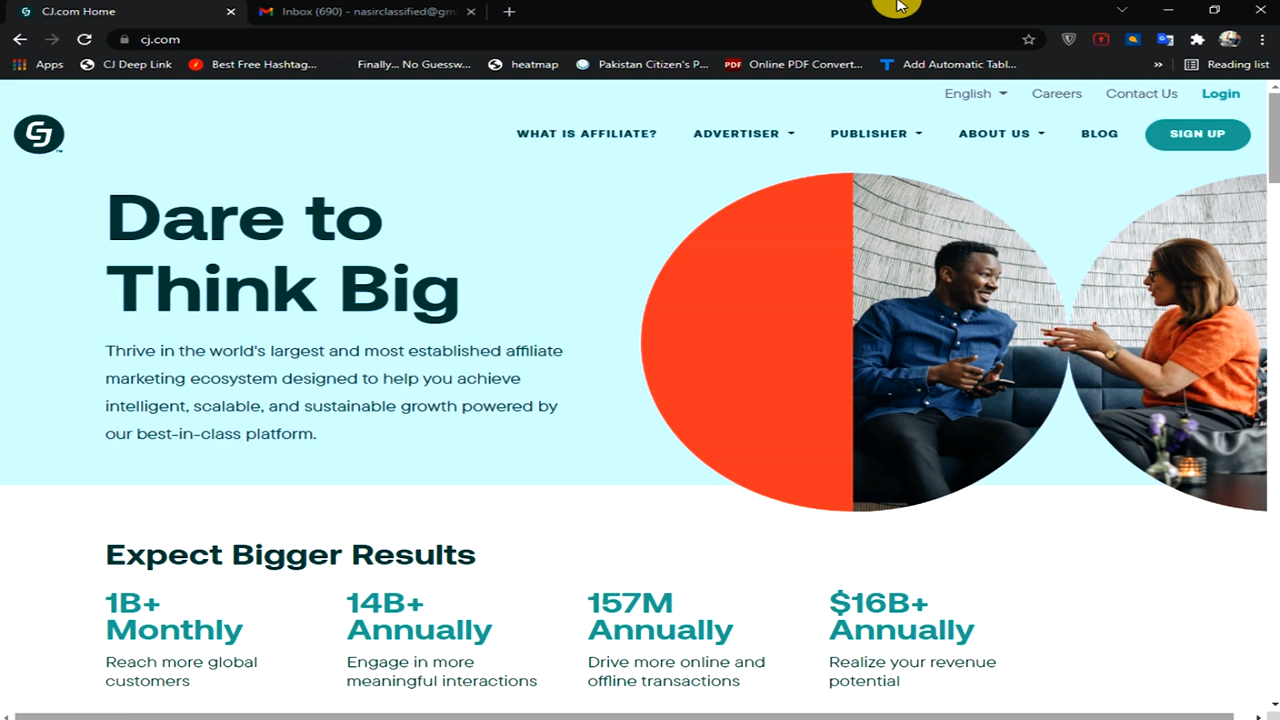 CJ.com Home
Inbox (690) - nasirclassified@gm
cj.com
Apps
CJ Deep Link
Best Free Hashtag...
Finally... No Guessw...
heatmap
Pakistan Citizen's P...
PDF
Online PDF Convert...
Add Automatic Tabl...
»
Reading list
English
Careers
Contact Us
Login
CJ
WHAT IS AFFILIATE?
ADVERTISER
PUBLISHER
ABOUT US
BLOG
SIGN UP
Dare to
Think Big
Thrive in the world's largest and most established affiliate
marketing ecosystem designed to help you achieve
intelligent, scalable, and sustainable growth powered by
our best-in-class platform.
Expect Bigger Results
1B+
Monthly
Reach more global
customers
14B+
Annually
Engage in more
meaningful interactions
157M
Annually
Drive more online and
offline transactions
$16B+
Annually
Realize your revenue
potential